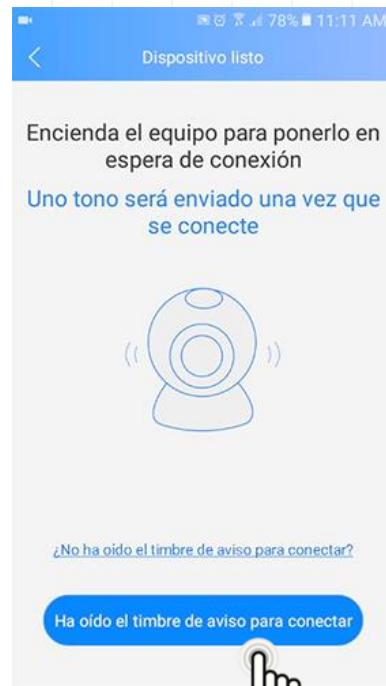 78% 11:11 AM
Dispositivo listo
Encienda el equipo para ponerlo en
espera de conexión
Uno tono será enviado una vez que
se conecte
¿No ha oido el timbre de aviso para conectar?
Ha oído el timbre de aviso para conectar